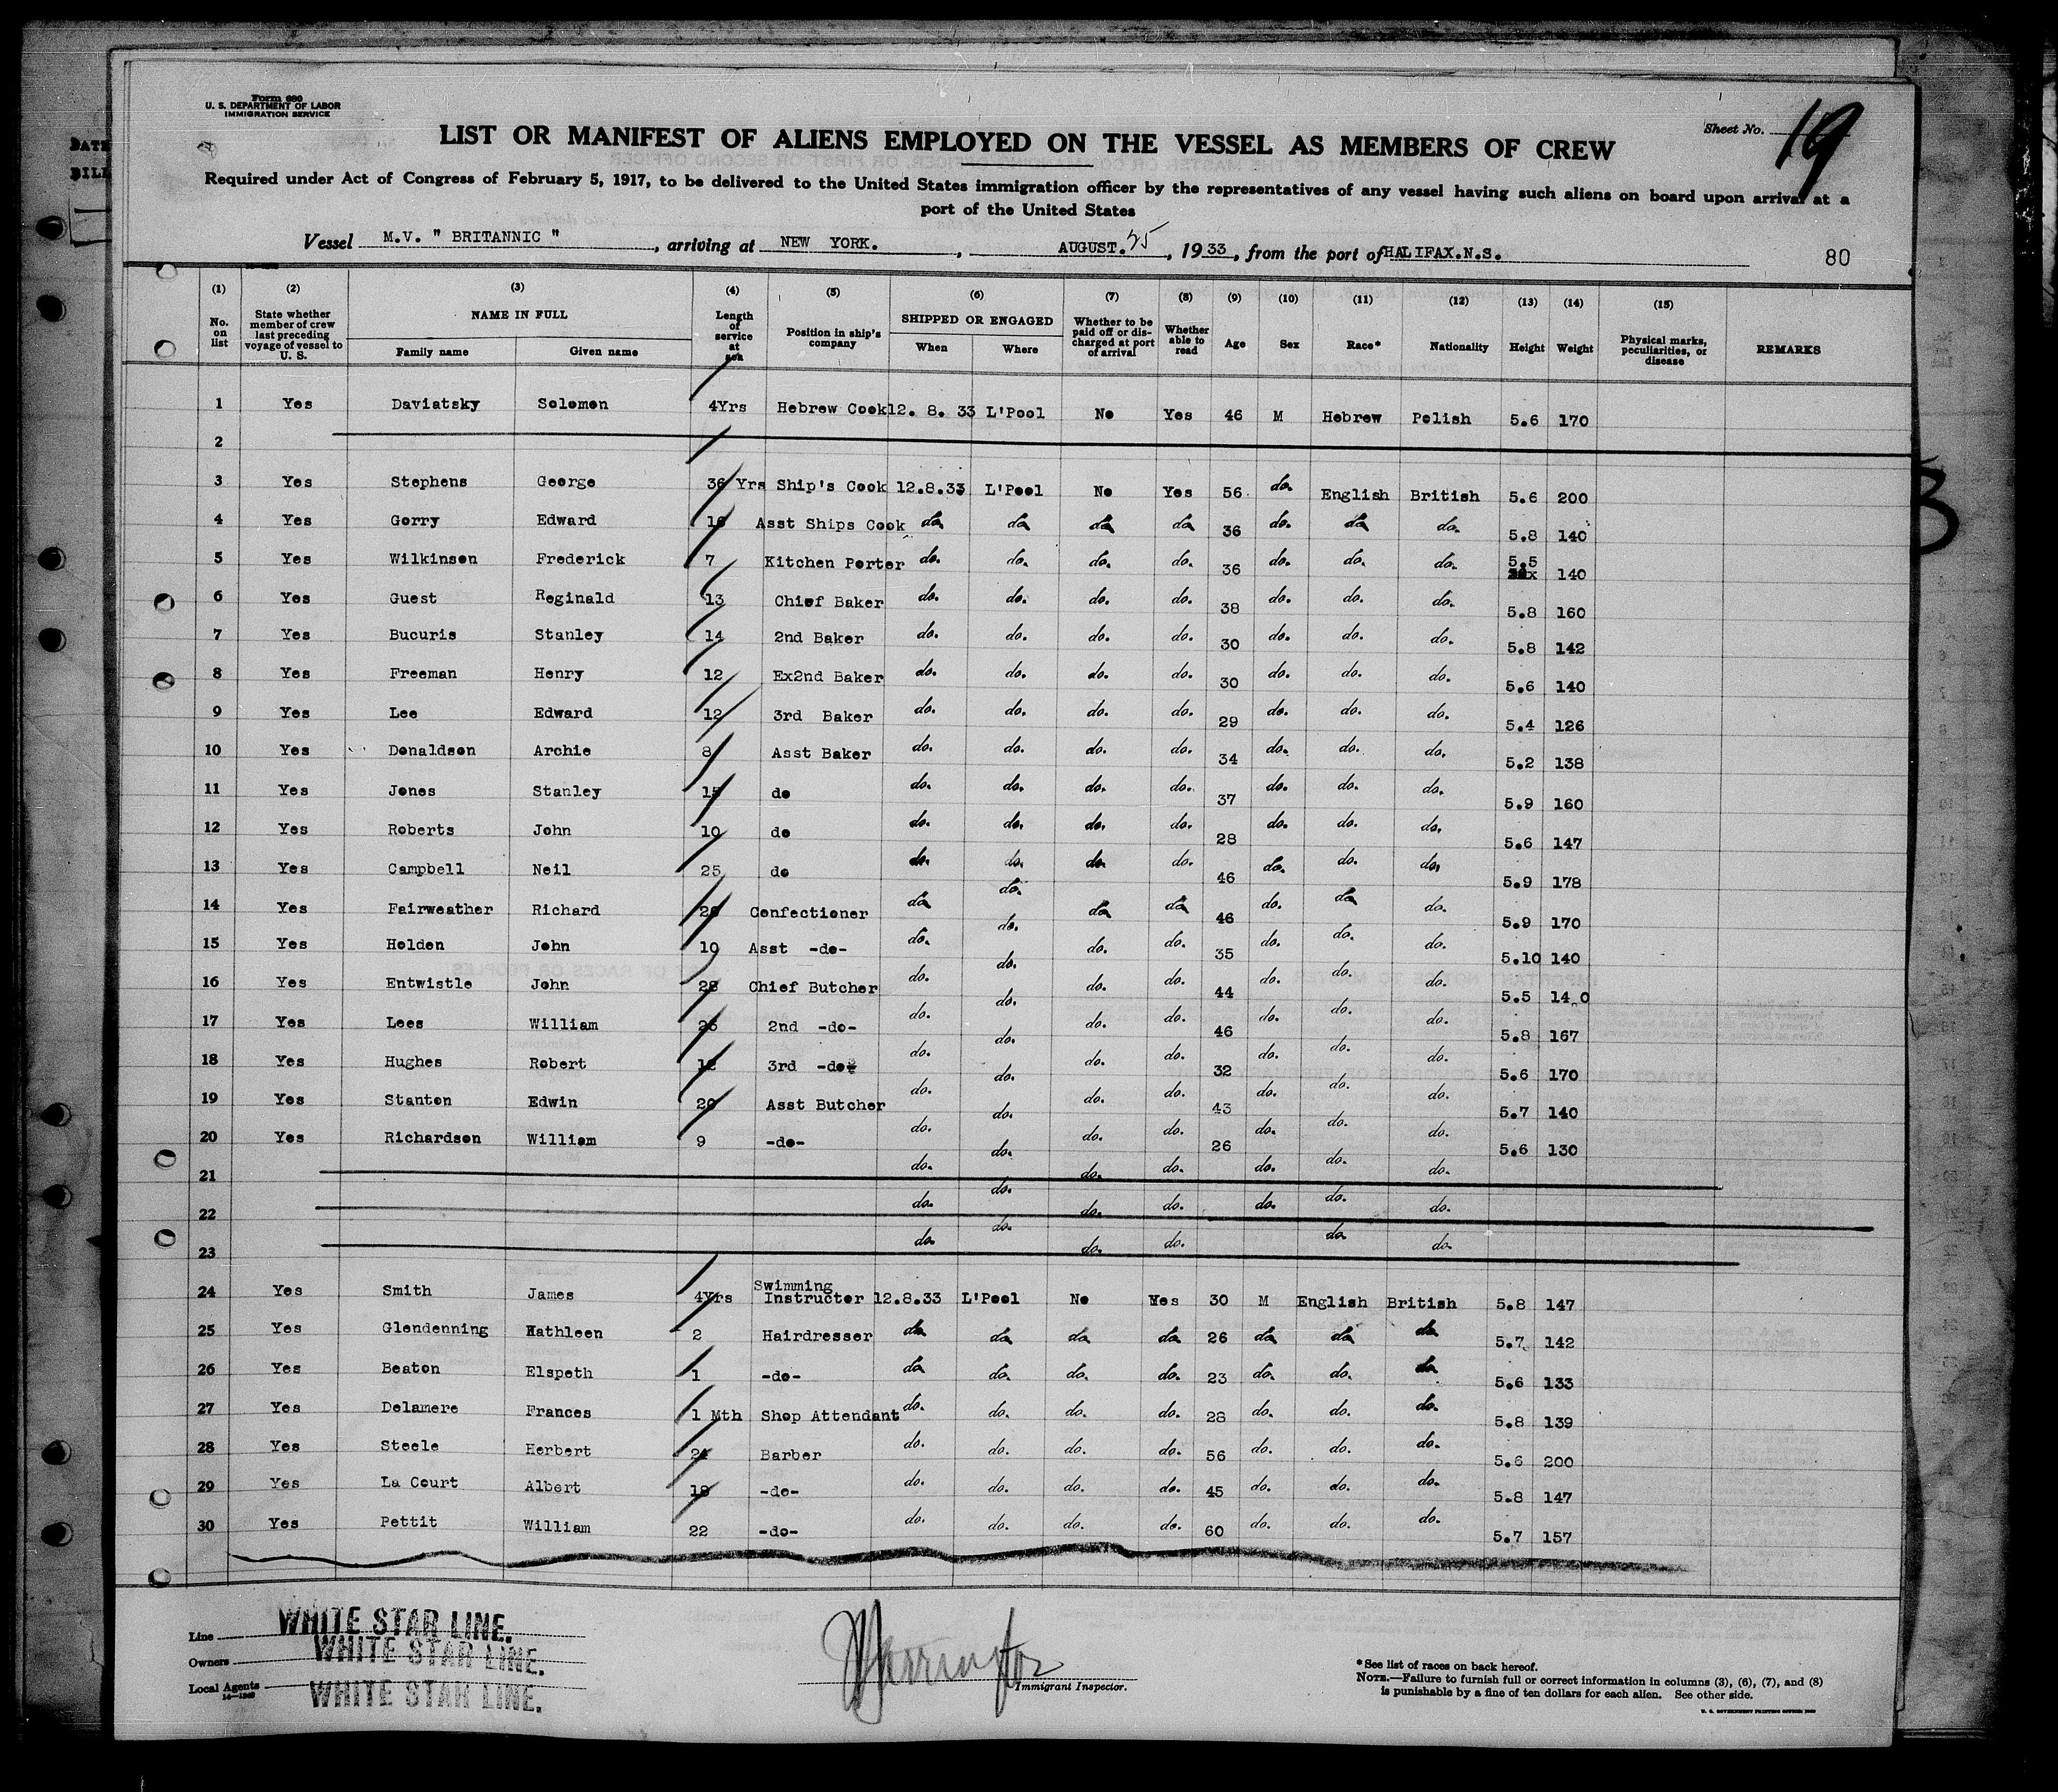 DATE
BILL
Form 680
U. S. DEPARTMENT OF LABOR
IMMIGRATION SERVICE
Sheet No. 19
LIST OR MANIFEST OF ALIENS EMPLOYED ON THE VESSEL AS MEMBERS OF CREW
Required under Act of Congress of February 5, 1917, to be delivered to the United States immigration officer by the representatives of any vessel having such aliens on board upon arrival at a
port of the United States
Vessel M.V. " BRITANNIC ", arriving at NEW YORK., AUGUST. 25, 1933, from the port of HALIFAX.N.S. 80
(1) (2) (3) (4) (5) (6) (7) (8) (9) (10) (11) (12) (13) (14) (15)
No. on list State whether member of crew last preceding voyage of vessel to U. S. NAME IN FULL Family name Given name Length of service at sea Position in ship's company SHIPPED OR ENGAGED When Where Whether to be paid off or discharged at port of arrival Whether able to read Age Sex Race* Nationality Height Weight Physical marks, peculiarities, or disease REMARKS
1 Yes Daviatsky Solomon 4Yrs Hebrew Cook 12. 8. 33 L'Pool No Yes 46 M Hebrew Polish 5.6 170
2
3 Yes Stephens George 36 Yrs Ship's Cook 12.8.33 L'Pool No Yes 56 do. English British 5.6 200
4 Yes Gorry Edward Asst Ships Cook do do do do 36 do. do do. 5.8 140
5 Yes Wilkinson Frederick 7 Kitchen Porter do. do. do. do. 36 do. do. do. 5.5 140
6 Yes Guest Reginald 13 Chief Baker do. do. do. do. 38 do. do. do. 5.8 160
7 Yes Bucuris Stanley 14 2nd Baker do. do. do. do. 30 do. do. do. 5.8 142
8 Yes Freeman Henry 12 Ex2nd Baker do. do. do. do. 30 do. do. do. 5.6 140
9 Yes Lee Edward 12 3rd Baker do. do. do. do. 29 do. do. do. 5.4 126
10 Yes Donaldson Archie 8 Asst Baker do. do. do. do. 34 do. do. do. 5.2 138
11 Yes Jones Stanley 15 do do. do. do. do. 37 do. do. do. 5.9 160
12 Yes Roberts John 10 do do. do. do. do. 28 do. do. do. 5.6 147
13 Yes Campbell Neil 25 do do. do. do. do. 46 do. do. do. 5.9 178
14 Yes Fairweather Richard Confectioner do do. do do 46 do. do do. 5.9 170
15 Yes Holden John 10 Asst -do- do. do. do. do. 35 do. do. do. 5.10 140
16 Yes Entwistle John 28 Chief Butcher do. do. do. do. 44 do. do. do. 5.5 140
17 Yes Lees William 26 2nd -do- do. do. do. do. 46 do. do. do. 5.8 167
18 Yes Hughes Robert 12 3rd -do- do. do. do. do. 32 do. do. do. 5.6 170
19 Yes Stanton Edwin 20 Asst Butcher do. do. do. do. 43 do. do. do. 5.7 140
20 Yes Richardson William 9 -do- do. do. do. do. 26 do. do. do. 5.6 130
21 do. do. do. do. do. do. do.
22 do. do. do. do. do. do. do.
23 do. do. do. do. do. do.
24 Yes Smith James 4Yrs Swimming Instructor 12.8.33 L'Pool No Yes 30 M English British 5.8 147
25 Yes Glendenning Kathleen 2 Hairdresser do do do do 26 do do do 5.7 142
26 Yes Beaton Elspeth 1 -do- do do. do. do. 23 do. do. do 5.6 133
27 Yes Delamere Frances 1 Mth Shop Attendant do. do. do. do. 28 do. do. do. 5.8 139
28 Yes Steele Herbert Barber do. do. do. do. 56 do. do. do. 5.6 200
29 Yes La Court Albert -do- do. do. do. do. 45 do. do. do. 5.8 147
30 Yes Pettit William 22 -do- do. do. do. do. 60 do. do. do. 5.7 157
Line WHITE STAR LINE.
Owners WHITE STAR LINE.
Local Agents WHITE STAR LINE.
Immigrant Inspector.
*See list of races on back hereof.
NOTE.—Failure to furnish full or correct information in columns (3), (6), (7), and (8)
is punishable by a fine of ten dollars for each alien. See other side.